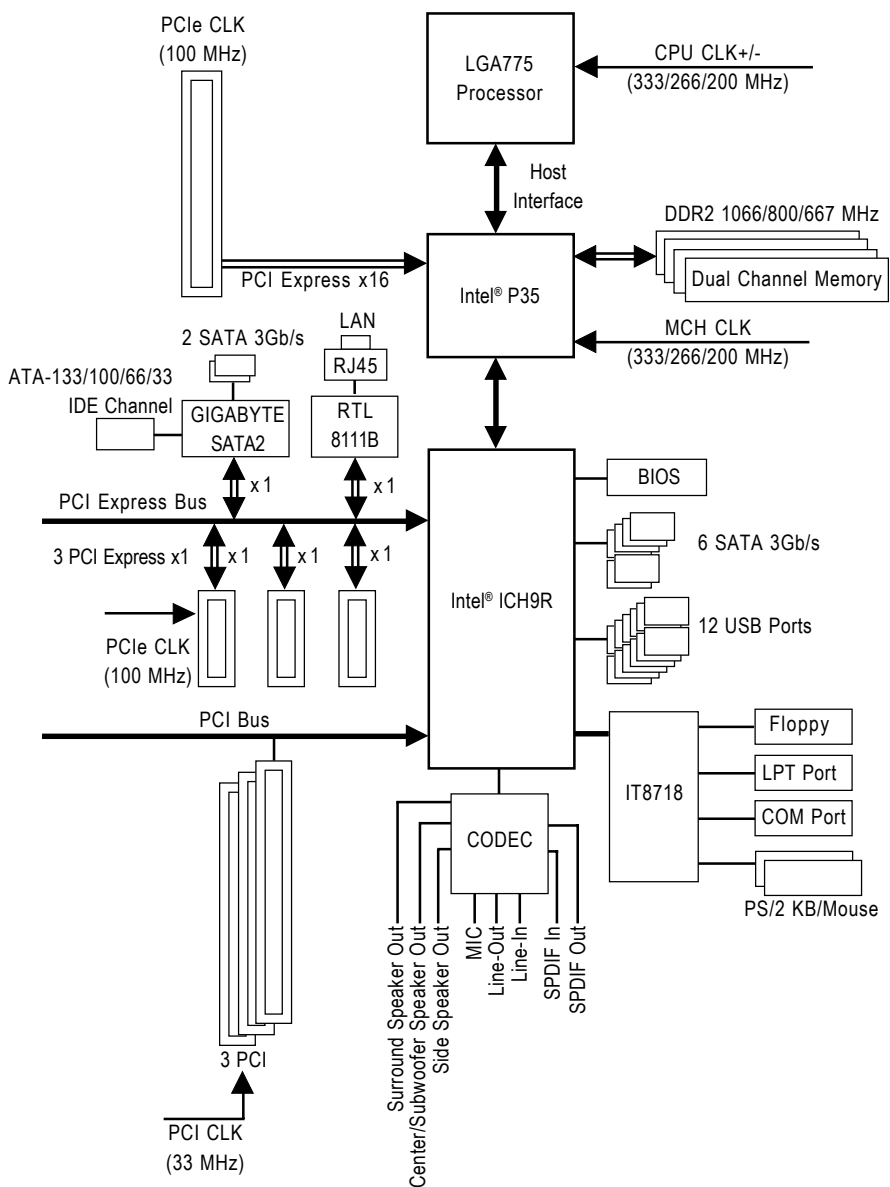 PCIe CLK
(100 MHz)
LGA775
Processor
CPU CLK+/-
(333/266/200 MHz)
Host
Interface
DDR2 1066/800/667 MHz
Dual Channel Memory
PCI Express x16
Intel® P35
MCH CLK
(333/266/200 MHz)
2 SATA 3Gb/s
LAN
RJ45
ATA-133/100/66/33
IDE Channel
GIGABYTE
SATA2
RTL
8111B
x 1
x 1
PCI Express Bus
BIOS
3 PCI Express x1
x 1
x 1
x 1
6 SATA 3Gb/s
Intel® ICH9R
12 USB Ports
PCIe CLK
(100 MHz)
PCI Bus
Floppy
LPT Port
IT8718
COM Port
PS/2 KB/Mouse
CODEC
Surround Speaker Out
Center/Subwoofer Speaker Out
Side Speaker Out
MIC
Line-Out
Line-In
SPDIF In
SPDIF Out
3 PCI
PCI CLK
(33 MHz)